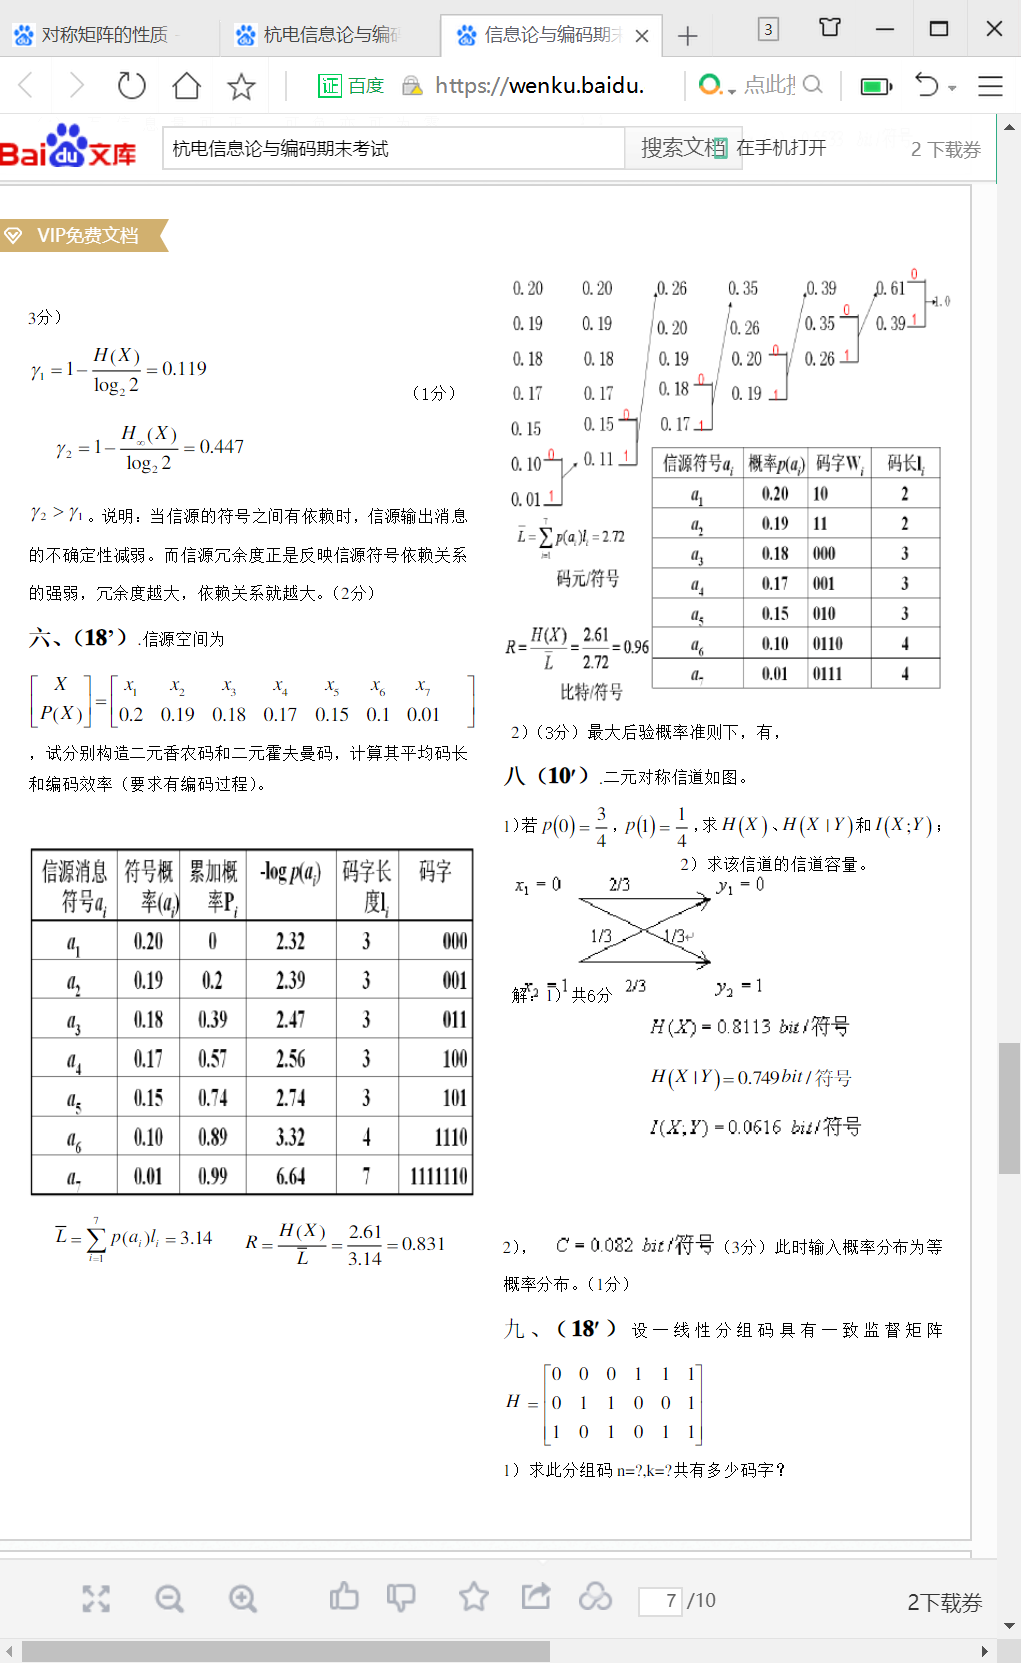 对称矩阵的性质 -
杭电信息论与编码
信息论与编码期末
3
证 百度
https://wenku.baidu.
点此
Bai du 文库
杭电信息论与编码期末考试
搜索文档
在手机打开
2 下载券
VIP免费文档
3分)
γ₁ = 1 − H(X) / log₂ 2 = 0.119
(1分)
γ₂ = 1 − H∞(X) / log₂ 2 = 0.447
γ₂ > γ₁。说明：当信源的符号之间有依赖时，信源输出消息
的不确定性减弱。而信源冗余度正是反映信源符号依赖关系
的强弱，冗余度越大，依赖关系就越大。(2分)
六、(18’) .信源空间为
[X P(X)] = [x₁ x₂ x₃ x₄ x₅ x₆ x₇
0.2 0.19 0.18 0.17 0.15 0.1 0.01]
，试分别构造二元香农码和二元霍夫曼码，计算其平均码长
和编码效率（要求有编码过程）。
信源消息符号aᵢ 符号概率(aᵢ) 累加概率Pᵢ -log p(aᵢ) 码字长度lᵢ 码字
a₁ 0.20 0 2.32 3 000
a₂ 0.19 0.2 2.39 3 001
a₃ 0.18 0.39 2.47 3 011
a₄ 0.17 0.57 2.56 3 100
a₅ 0.15 0.74 2.74 3 101
a₆ 0.10 0.89 3.32 4 1110
a₇ 0.01 0.99 6.64 7 1111110
L̄ = ∑ᵢ₌₁⁷ p(aᵢ)lᵢ = 3.14
R = H(X) / L̄ = 2.61 / 3.14 = 0.831
0.20 0.20 0.26 0.35 0.39 0.61 0 1.0
0.19 0.19 0.20 0.26 0.35 0 0.39 1
0.18 0.18 0.19 0.20 0 0.26 1
0.17 0.17 0.18 0 0.19 1
0.15 0.15 0 0.17 1
0.10 0 0.11 1
0.01 1
L̄ = ∑ᵢ₌₁⁷ p(aᵢ)lᵢ = 2.72
码元/符号
R = H(X) / L̄ = 2.61 / 2.72 = 0.96
比特/符号
信源符号aᵢ 概率p(aᵢ) 码字Wᵢ 码长lᵢ
a₁ 0.20 10 2
a₂ 0.19 11 2
a₃ 0.18 000 3
a₄ 0.17 001 3
a₅ 0.15 010 3
a₆ 0.10 0110 4
a₇ 0.01 0111 4
2)(3分) 最大后验概率准则下，有，
八（10′）.二元对称信道如图。
1)若 p(0) = 3/4 , p(1) = 1/4 , 求 H(X)、H(X|Y)和 I(X;Y)；
2）求该信道的信道容量。
x₁ = 0 2/3 y₁ = 0
1/3 1/3
x₂ = 1 2/3 y₂ = 1
解：1) 共6分
H(X) = 0.8113 bit/符号
H(X|Y) = 0.749bit/符号
I(X;Y) = 0.0616 bit/符号
2)， C = 0.082 bit/符号 (3分) 此时输入概率分布为等
概率分布。(1分)
九、(18′) 设一线性分组码具有一致监督矩阵
H = [0 0 0 1 1 1
0 1 1 0 0 1
1 0 1 0 1 1]
1) 求此分组码 n=?,k=?共有多少码字?
7 /10
2下载券